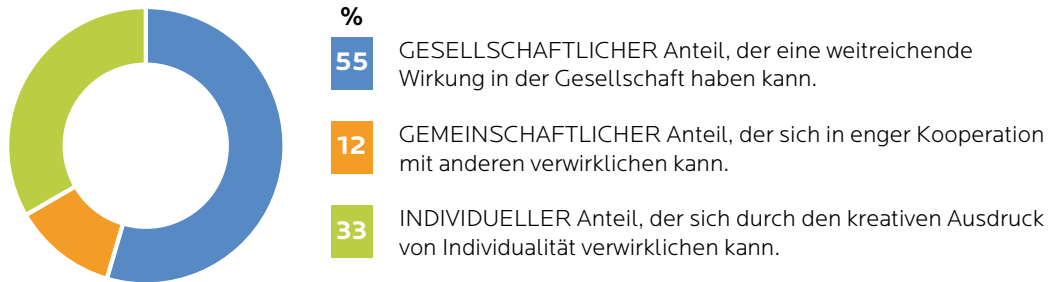 %
55
GESELLSCHAFTLICHER Anteil, der eine weitreichende
Wirkung in der Gesellschaft haben kann.
12
GEMEINSCHAFTLICHER Anteil, der sich in enger Kooperation
mit anderen verwirklichen kann.
33
INDIVIDUELLER Anteil, der sich durch den kreativen Ausdruck
von Individualität verwirklichen kann.